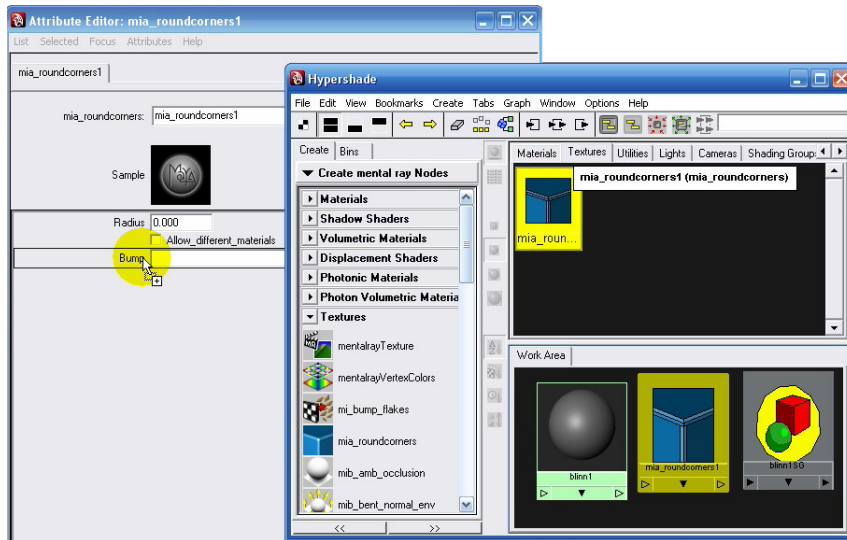 Attribute Editor: mia_roundcorners1
List Selected Focus Attributes Help
mia_roundcorners1
mia_roundcorners: mia_roundcorners1
Sample
MAYA
Radius 0.000
Allow_different_materials
Bump
Hypershade
File Edit View Bookmarks Create Tabs Graph Window Options Help
Create Bins
Create mental ray Nodes
Materials
Shadow Shaders
Volumetric Materials
Displacement Shaders
Photonic Materials
Photon Volumetric Materia
Textures
mentalrayTexture
mentalrayVertexColors
mi_bump_flakes
mia_roundcorners
mib_amb_occlusion
mib_bent_normal_env
<< >>
Materials Textures Utilities Lights Cameras Shading Group:
mia_roundcorners1 (mia_roundcorners)
mia_roun...
Work Area
blinn1
mia_roundcorners1
blinn1SG